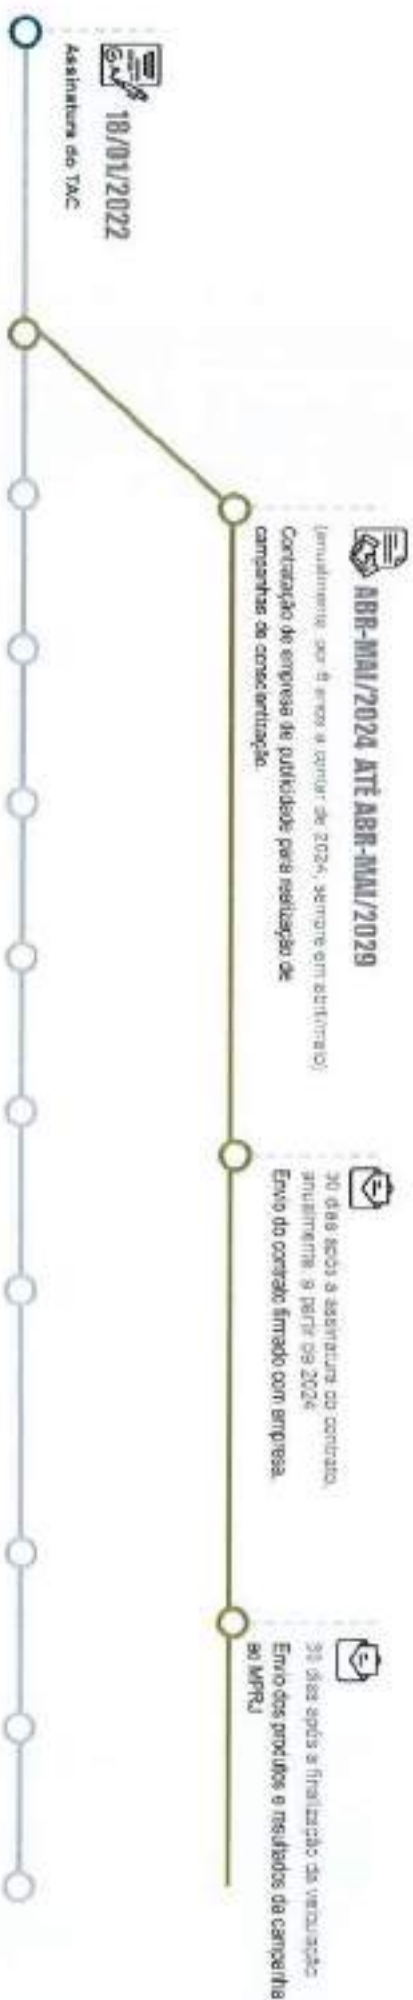 18/01/2022
Assinatura do TAC
ABR-MAI/2024 ATÉ ABR-MAI/2029
(anualmente, por 5 anos a contar de 2024, sempre em abril/maio)
Contratação de empresa de publicidade para realização de
campanhas de conscientização.
30 dias após a assinatura do contrato,
anualmente, a partir de 2024
Envio do contrato firmado com empresa.
30 dias após a finalização da veiculação
Envio dos produtos e resultados da campanha
ao MPRJ